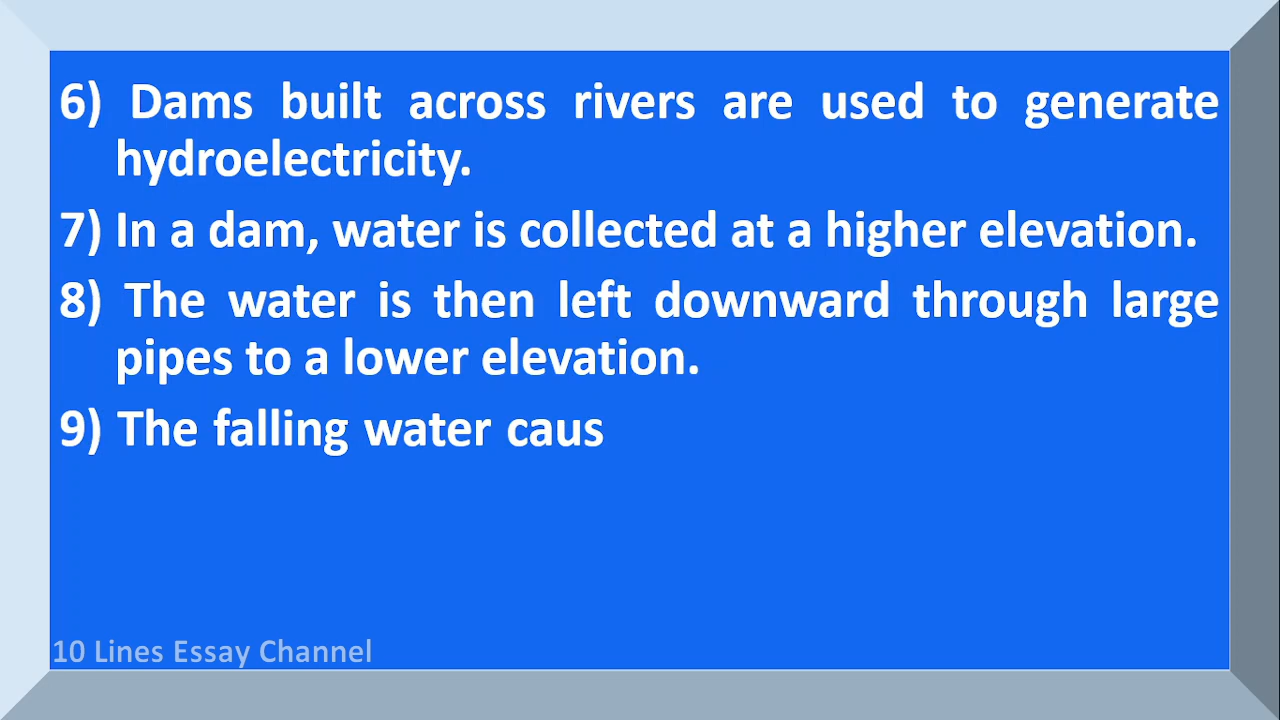 6) Dams built across rivers are used to generate
hydroelectricity.
7) In a dam, water is collected at a higher elevation.
8) The water is then left downward through large
pipes to a lower elevation.
9) The falling water caus
10 Lines Essay Channel